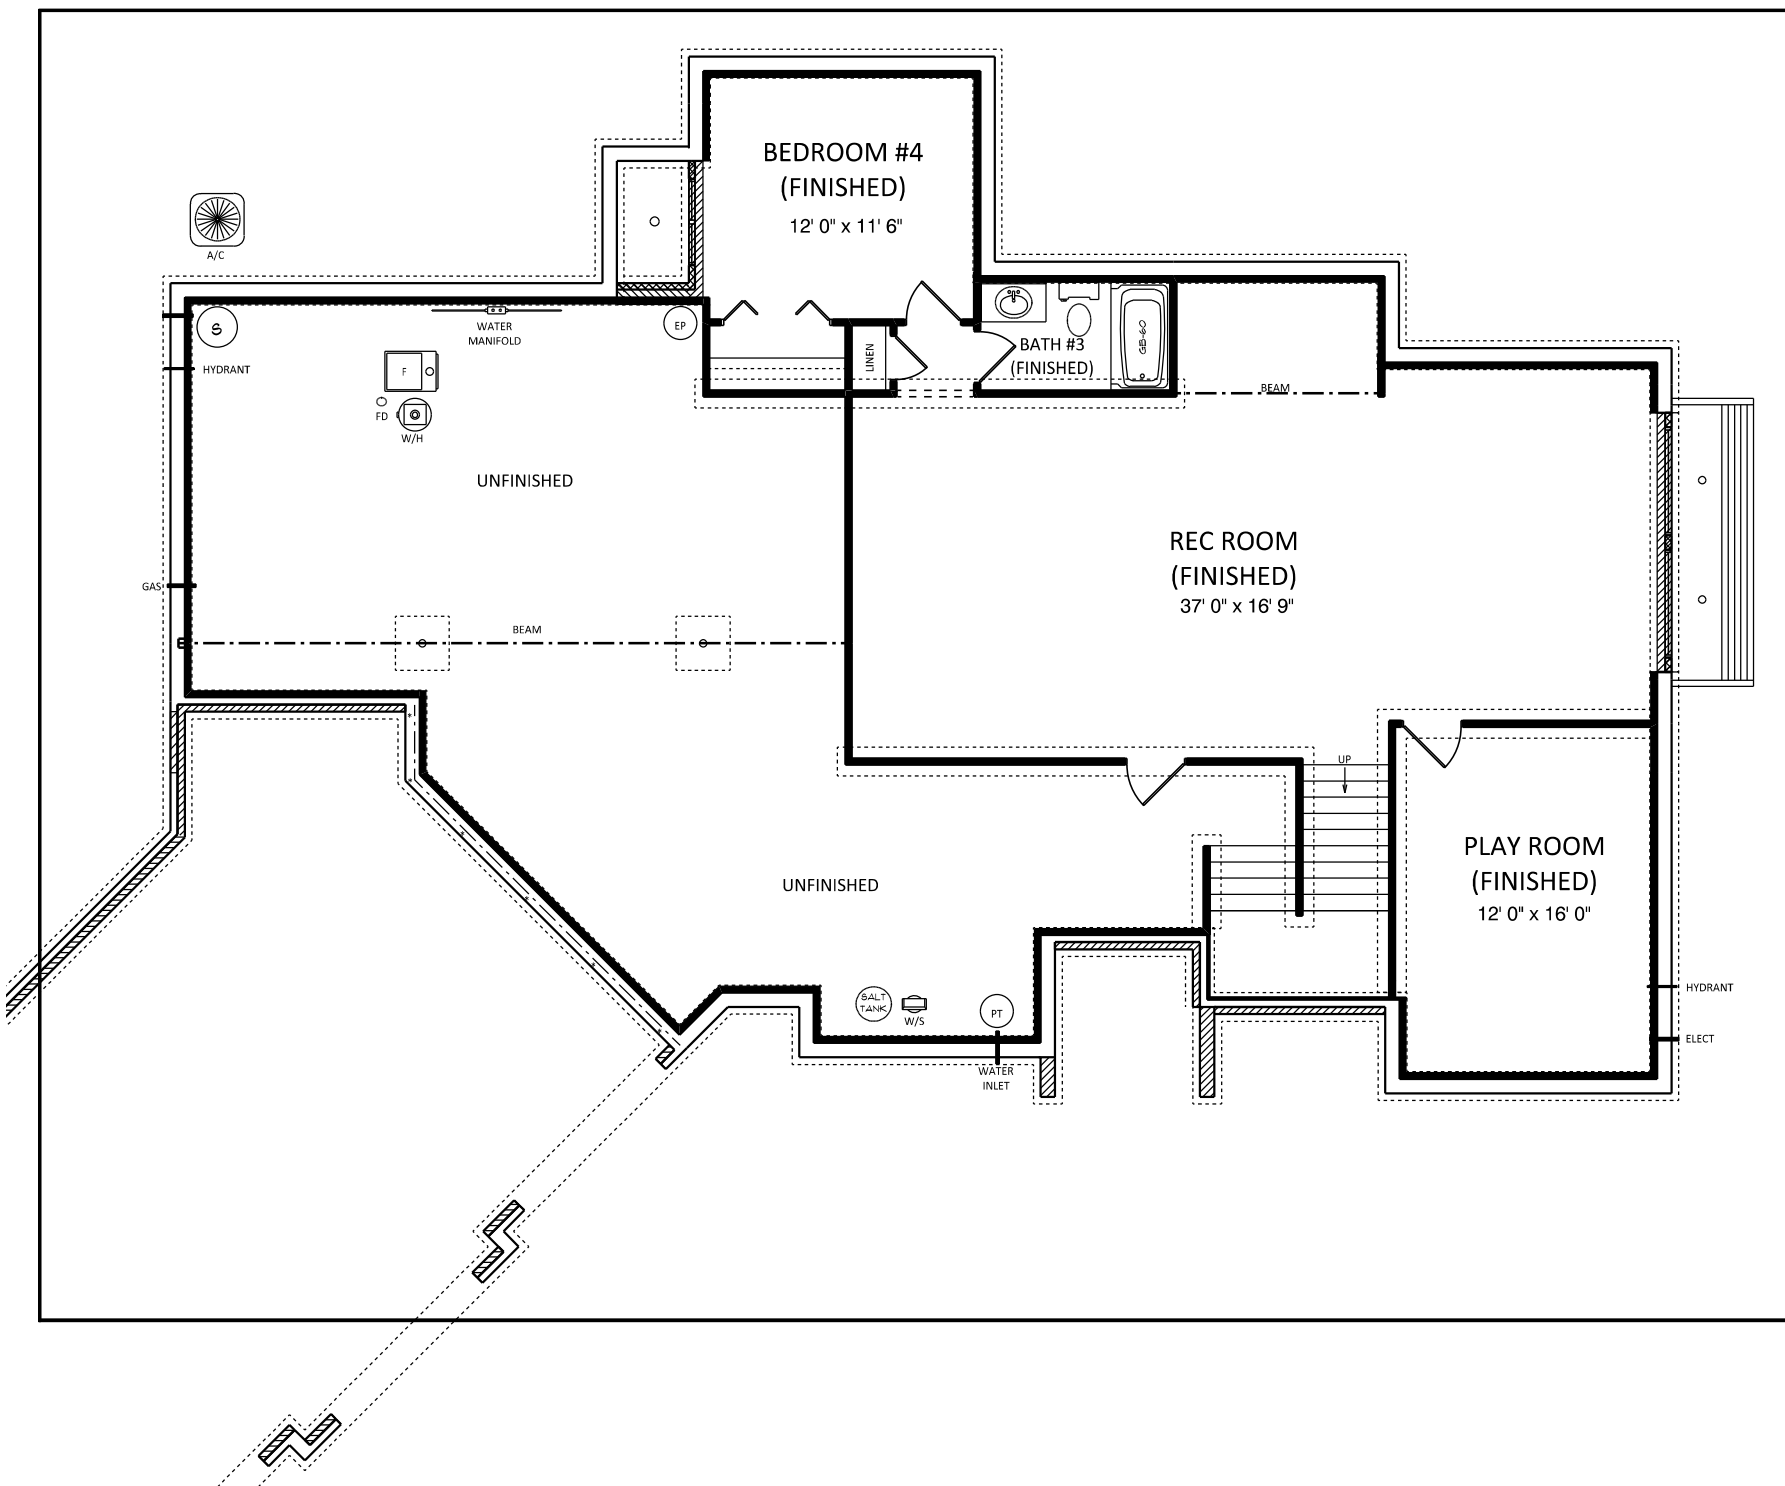 BEDROOM #4
(FINISHED)
12' 0" x 11' 6"
A/C
S
WATER
MANIFOLD
EP
HYDRANT
F
FD
W/H
LINEN
BATH #3
(FINISHED)
GB-60
BEAM
UNFINISHED
REC ROOM
(FINISHED)
37' 0" x 16' 9"
GAS
BEAM
UP
PLAY ROOM
(FINISHED)
12' 0" x 16' 0"
UNFINISHED
SALT
TANK
W/S
PT
WATER
INLET
HYDRANT
ELECT